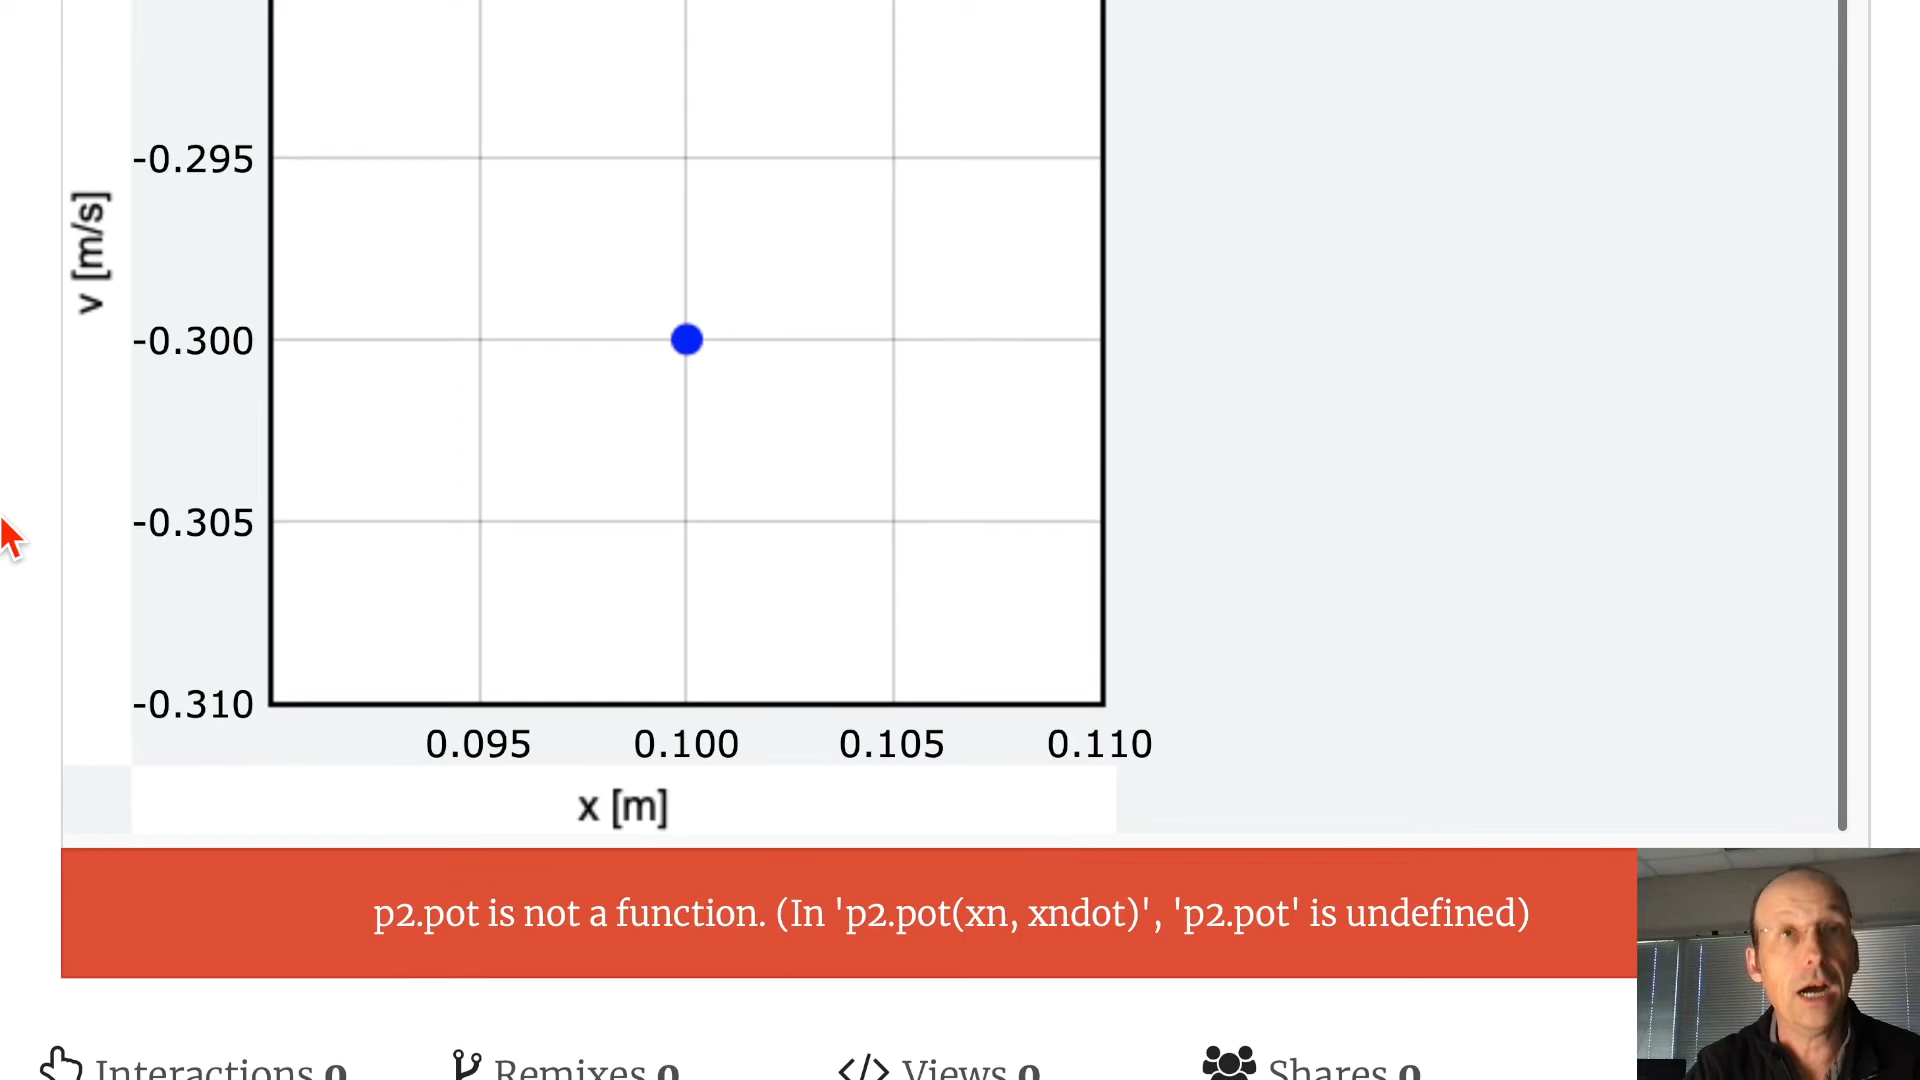 -0.295
v [m/s]
-0.300
-0.305
-0.310
0.095 0.100 0.105 0.110
x [m]
p2.pot is not a function. (In 'p2.pot(xn, xndot)', 'p2.pot' is undefined)
Interactions 0 Remixes 0 Views 0 Shares 0